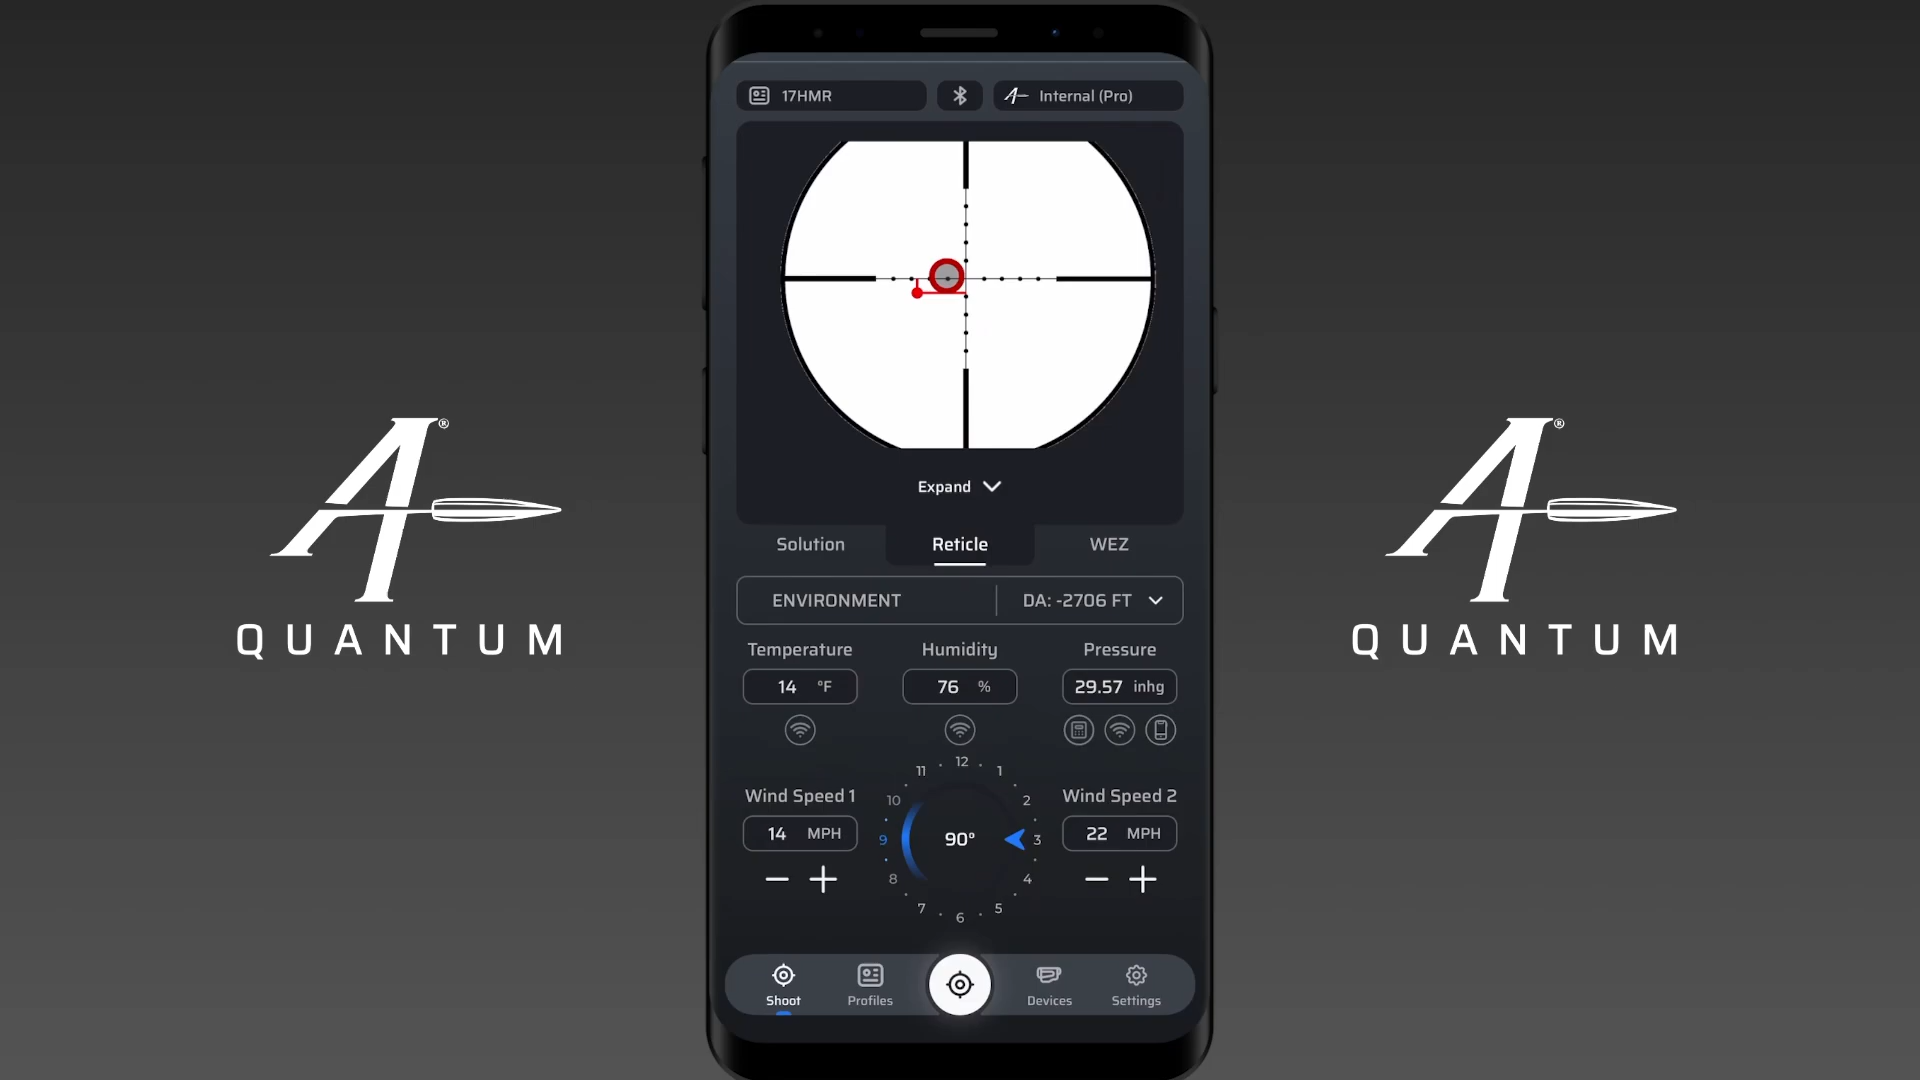 17HMR
Internal (Pro)
Expand
Solution Reticle WEZ
ENVIRONMENT DA: -2706 FT
Temperature Humidity Pressure
14 °F 76 % 29.57 inhg
Wind Speed 1 Wind Speed 2
14 MPH 22 MPH
12
11 1
10 2
9 90° 3
8 4
7 5
6
Shoot Profiles Devices Settings
A®
QUANTUM
A®
QUANTUM